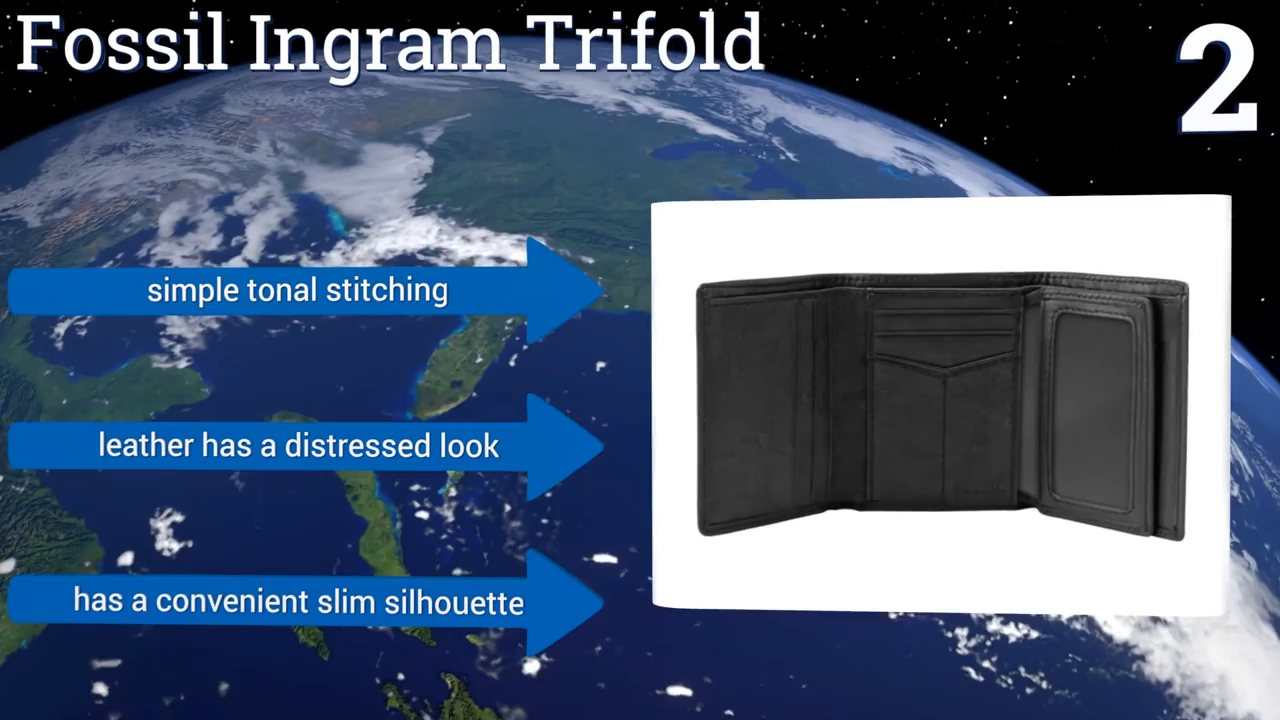 Fossil Ingram Trifold
2
simple tonal stitching
leather has a distressed look
has a convenient slim silhouette